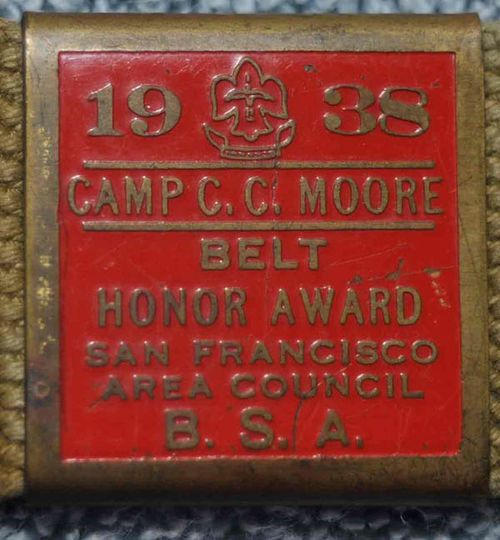 19 38
CAMP C. C. MOORE
BELT
HONOR AWARD
SAN FRANCISCO
AREA COUNCIL
B. S. A.